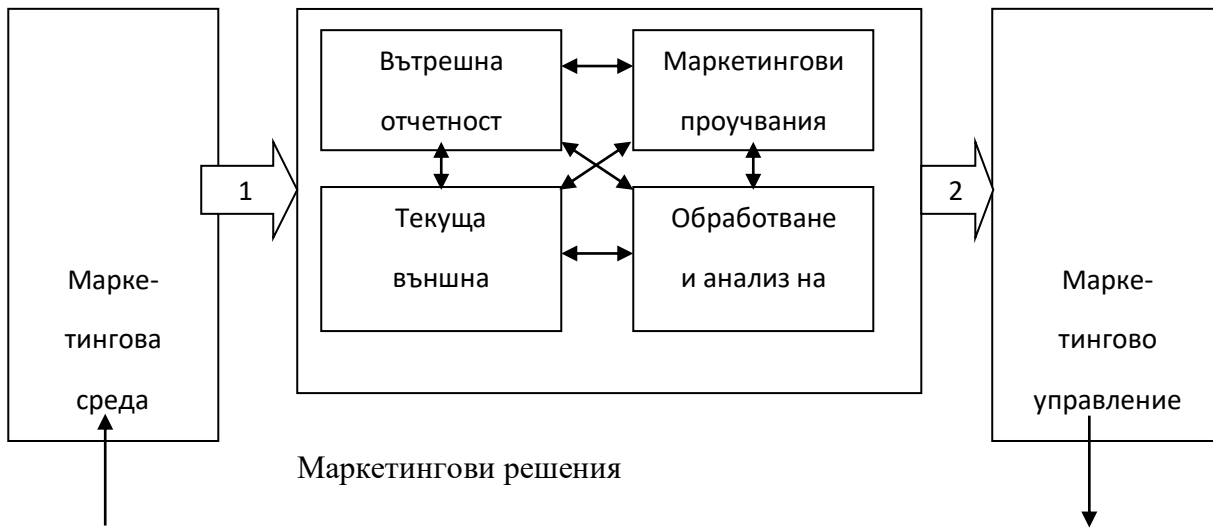 Вътрешна
отчетност
Маркетингови
проучвания
1
2
Текуща
външна
Обработване
и анализ на
Марке-
тингова
среда
Марке-
тингово
управление
Маркетингови решения